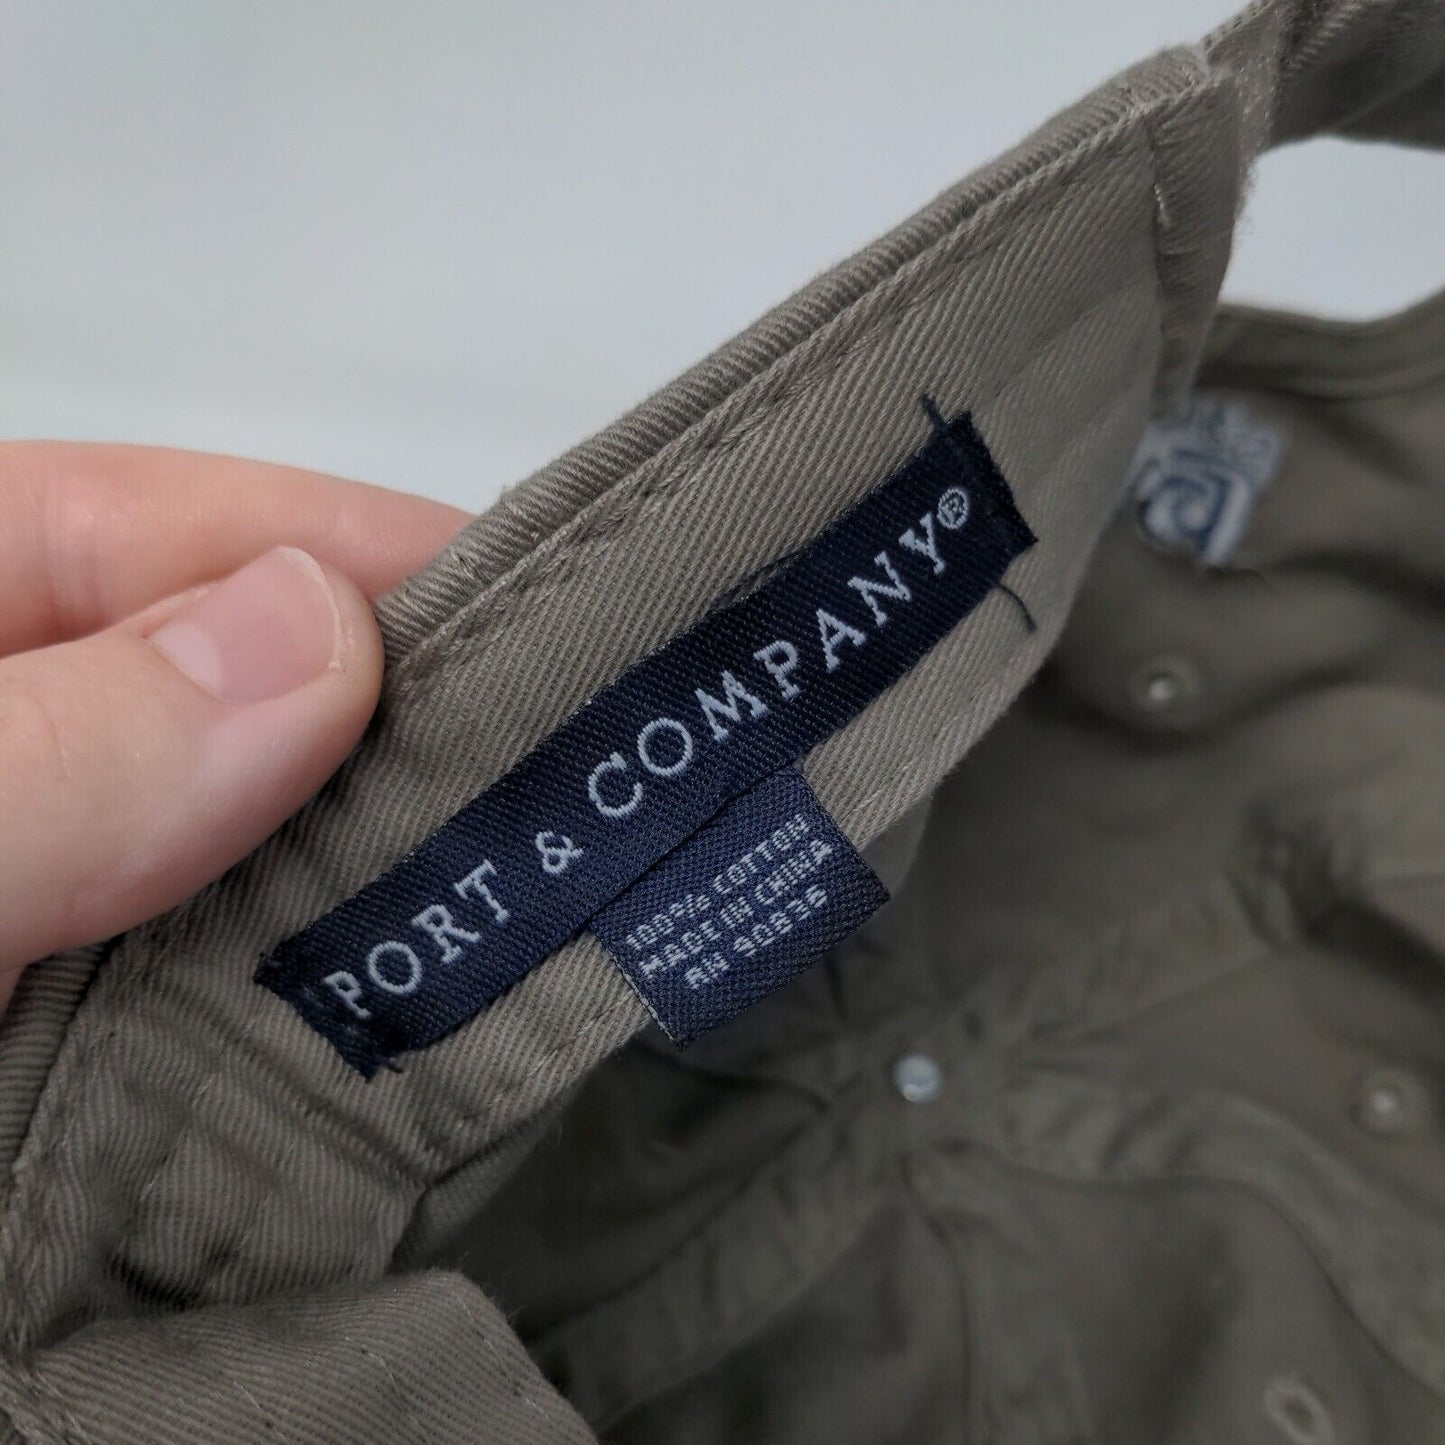 PORT & COMPANY®
100% COTTON
MADE IN CHINA
RN 90836